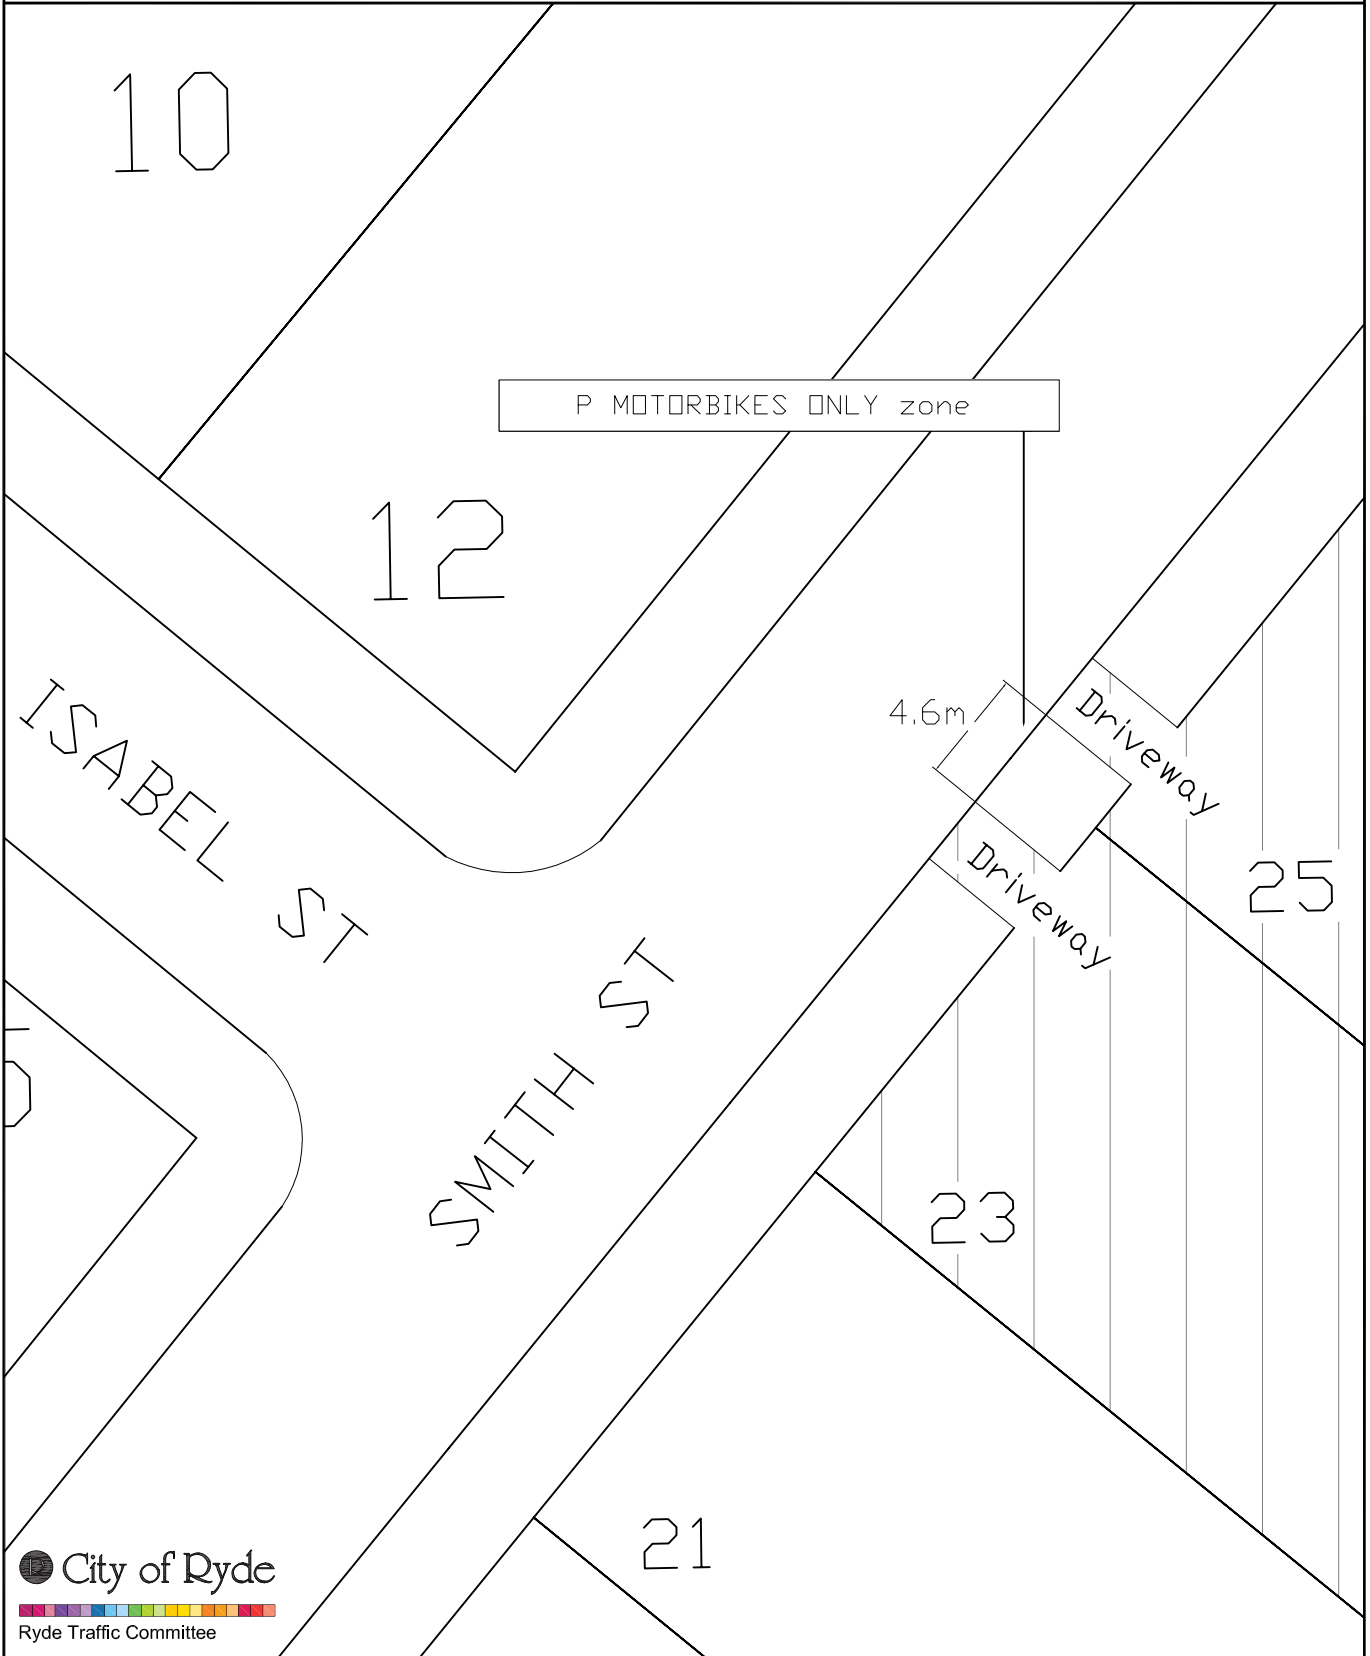 10
P MOTORBIKES ONLY zone
12
4.6m
Driveway
ISABEL ST
Driveway
25
SMITH ST
23
21
City of Ryde
Ryde Traffic Committee